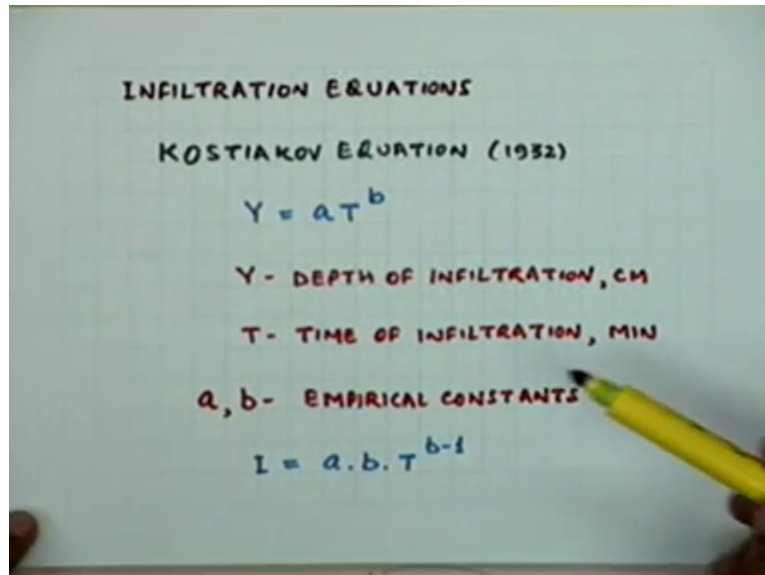 INFILTRATION EQUATIONS
KOSTIAKOV EQUATION (1932)
Y = aT^b
Y - DEPTH OF INFILTRATION, CM
T - TIME OF INFILTRATION, MIN
a, b - EMPIRICAL CONSTANTS
I = a.b.T^b-1